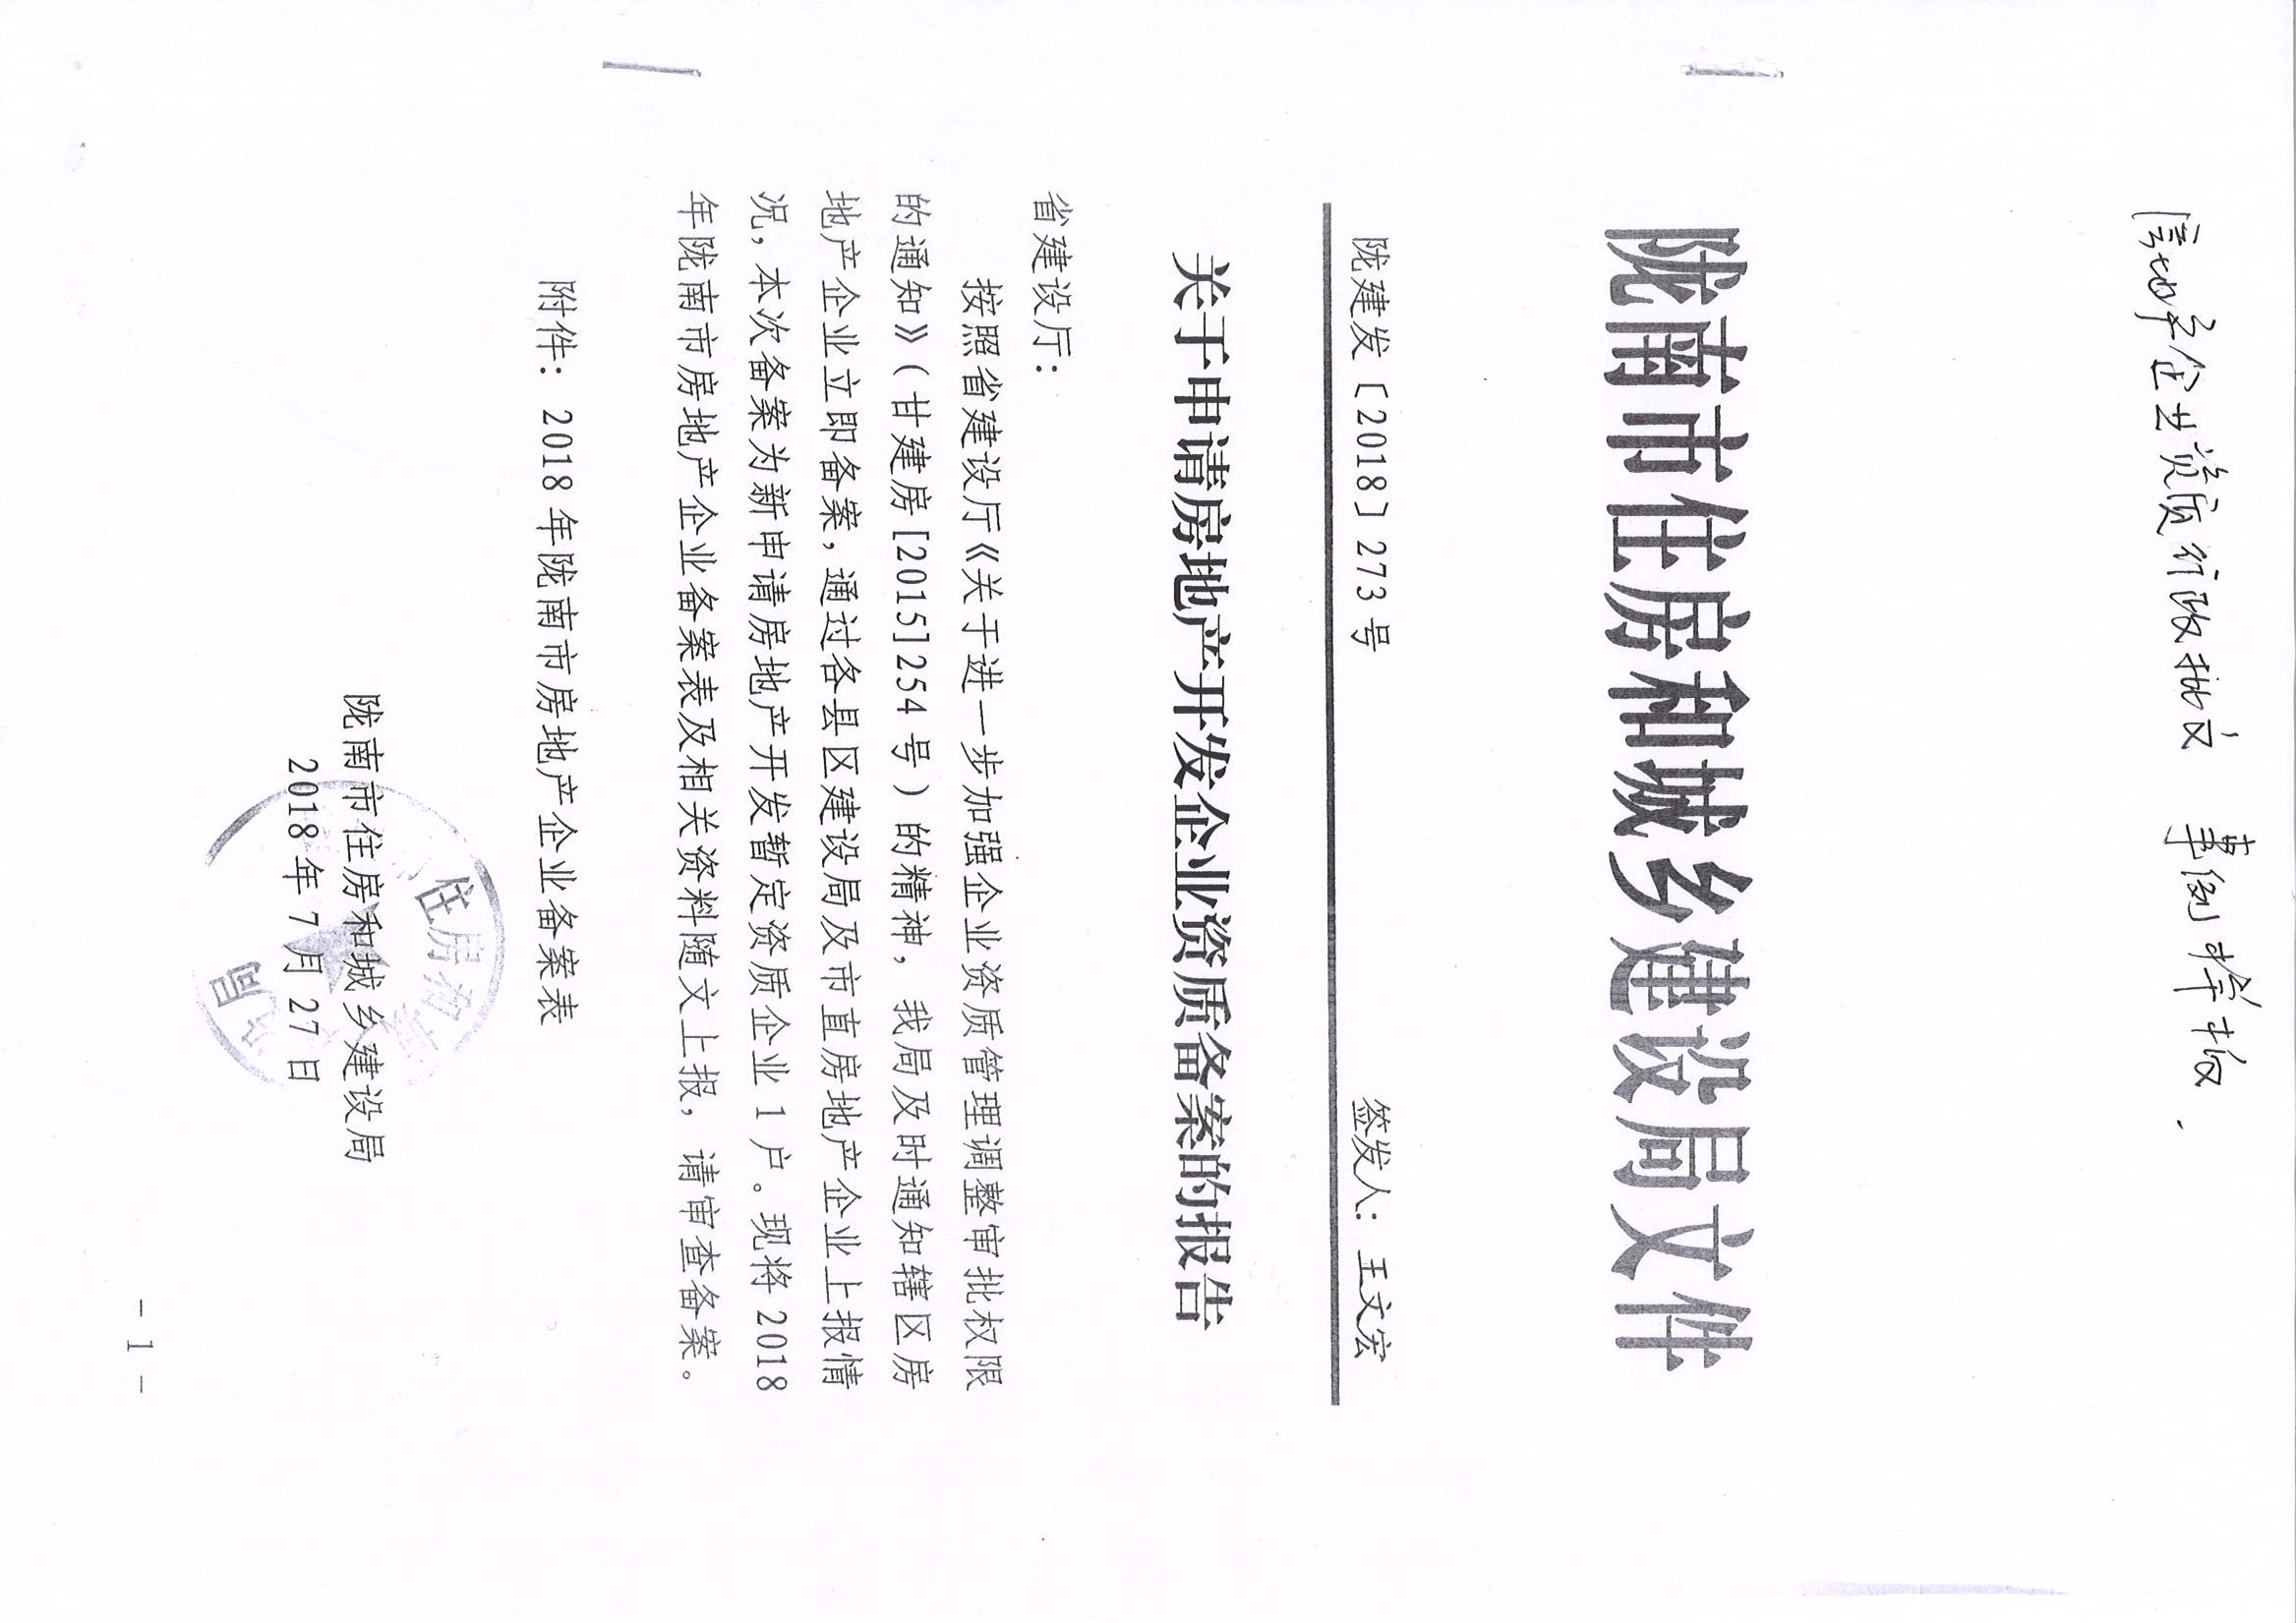 房地产企业资质行政批文 事例样板.
陇南市住房和城乡建设局文件
陇建发〔2018〕273号 签发人：王文宏
关于申请房地产开发企业资质备案的报告
省建设厅：
按照省建设厅《关于进一步加强企业资质管理调整审批权限
的通知》（甘建房[2015]254号）的精神，我局及时通知辖区房
地产企业立即备案，通过各县区建设局及市直房地产企业上报情
况，本次备案为新申请房地产开发暂定资质企业1户。现将2018
年陇南市房地产企业备案表及相关资料随文上报，请审查备案。
附件：2018年陇南市房地产企业备案表
住房和城
局
陇南市住房和城乡建设局
2018年7月27日
- 1 -